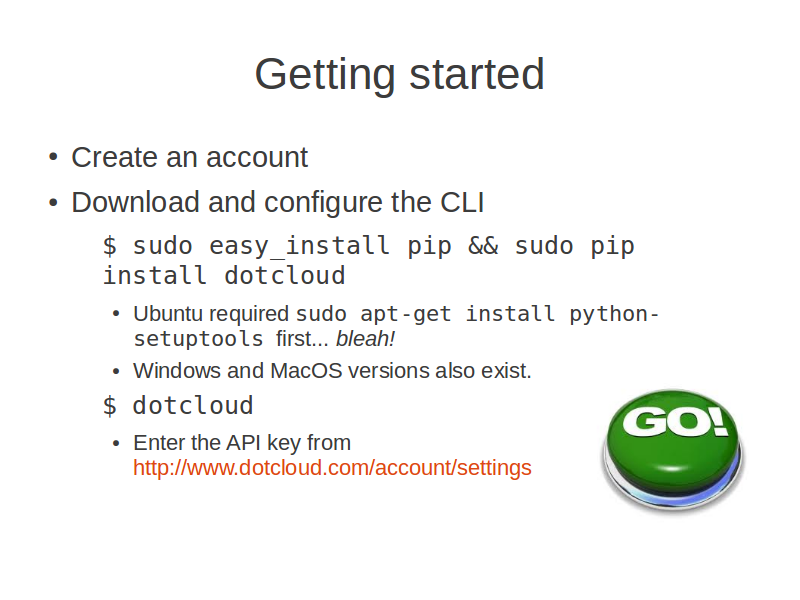 Getting started
• Create an account
• Download and configure the CLI
$ sudo easy_install pip && sudo pip
install dotcloud
• Ubuntu required sudo apt-get install python-
setuptools first... bleah!
• Windows and MacOS versions also exist.
$ dotcloud
• Enter the API key from
http://www.dotcloud.com/account/settings
GO!